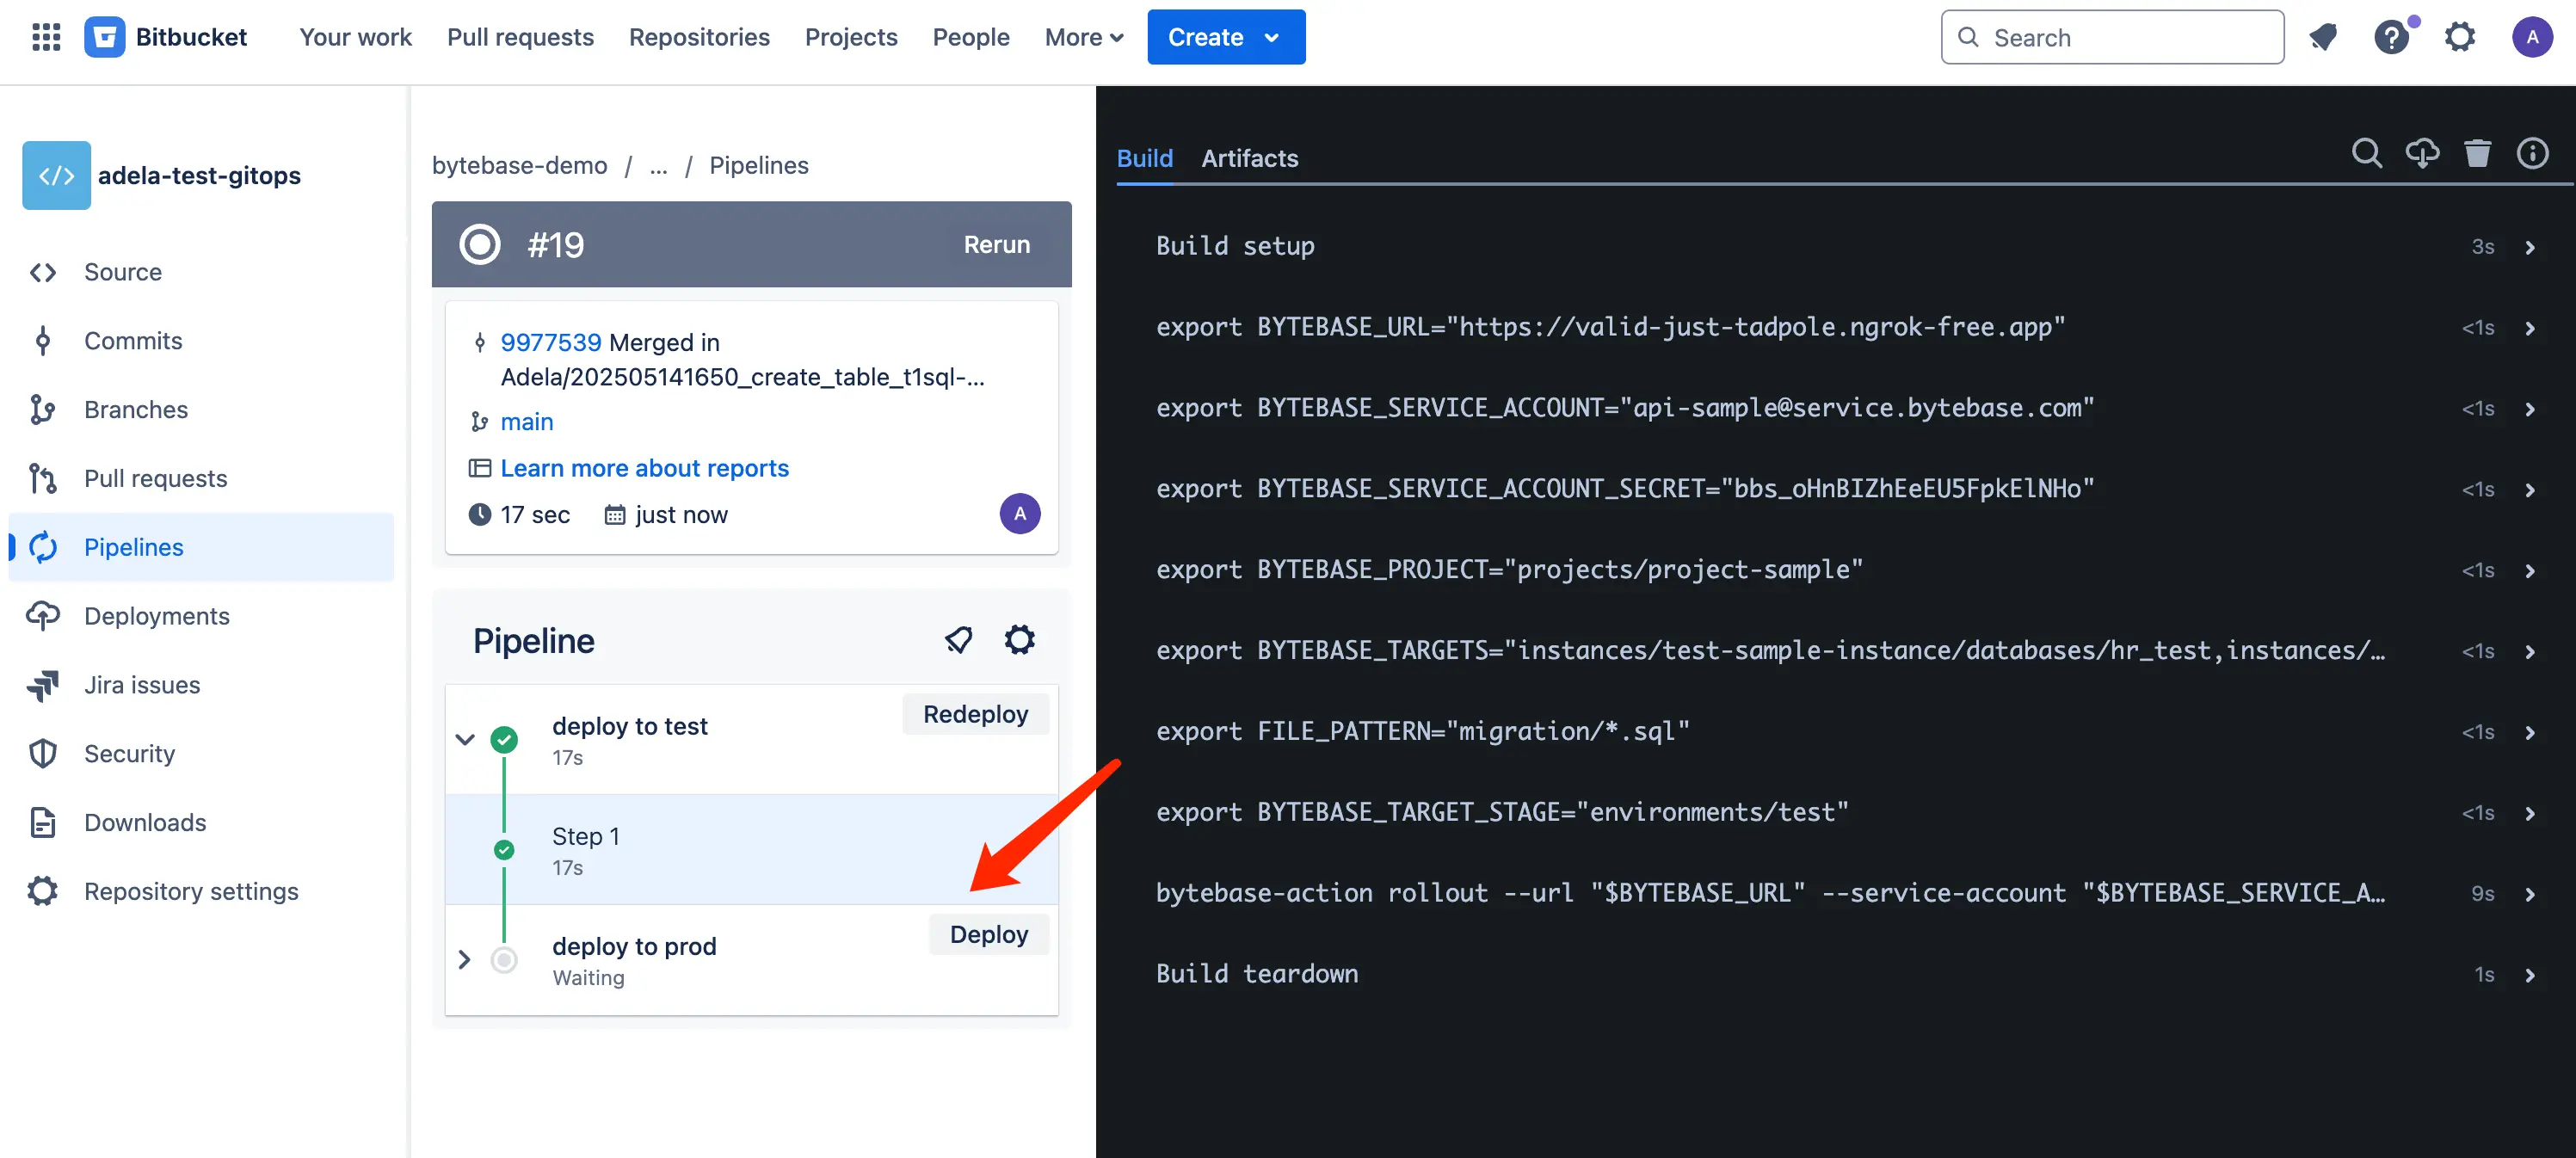 Bitbucket
Your work
Pull requests
Repositories
Projects
People
More
Create
Search
A
</> adela-test-gitops
Source
Commits
Branches
Pull requests
Pipelines
Deployments
Jira issues
Security
Downloads
Repository settings
bytebase-demo / ... / Pipelines
#19
Rerun
9977539 Merged in
Adela/202505141650_create_table_t1sql-...
main
Learn more about reports
17 sec
just now
A
Pipeline
deploy to test
17s
Redeploy
Step 1
17s
deploy to prod
Waiting
Deploy
Build
Artifacts
Build setup 3s
export BYTEBASE_URL="https://valid-just-tadpole.ngrok-free.app" <1s
export BYTEBASE_SERVICE_ACCOUNT="api-sample@service.bytebase.com" <1s
export BYTEBASE_SERVICE_ACCOUNT_SECRET="bbs_oHnBIZhEeEU5FpkElNHo" <1s
export BYTEBASE_PROJECT="projects/project-sample" <1s
export BYTEBASE_TARGETS="instances/test-sample-instance/databases/hr_test,instances/… <1s
export FILE_PATTERN="migration/*.sql" <1s
export BYTEBASE_TARGET_STAGE="environments/test" <1s
bytebase-action rollout --url "$BYTEBASE_URL" --service-account "$BYTEBASE_SERVICE_A… 9s
Build teardown 1s